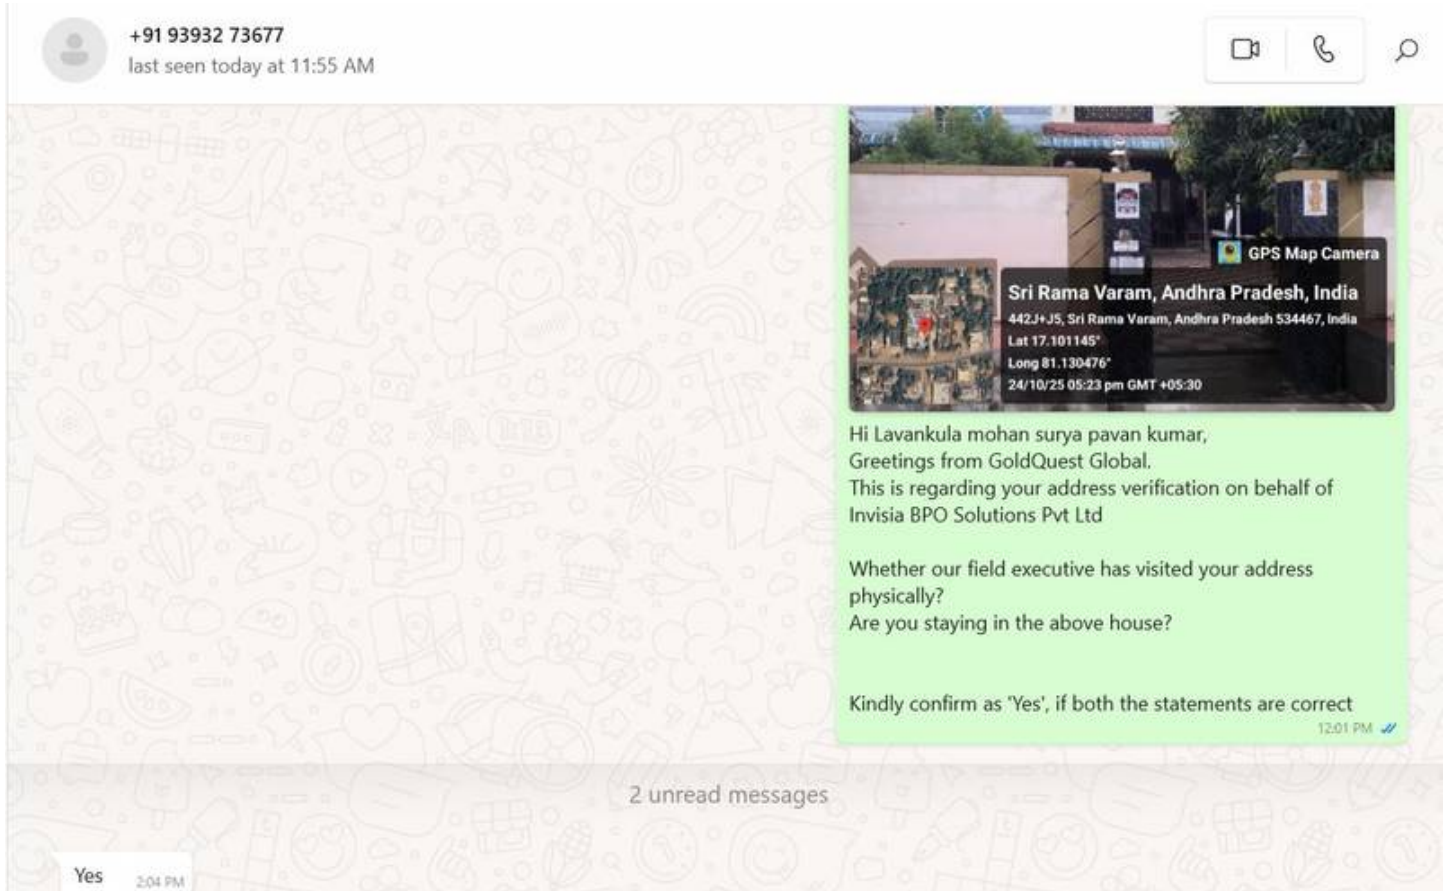 +91 93932 73677
last seen today at 11:55 AM
GPS Map Camera
Sri Rama Varam, Andhra Pradesh, India
442J+J5, Sri Rama Varam, Andhra Pradesh 534467, India
Lat 17.101145°
Long 81.130476°
24/10/25 05:23 pm GMT +05:30
Hi Lavankula mohan surya pavan kumar,
Greetings from GoldQuest Global.
This is regarding your address verification on behalf of
Invisia BPO Solutions Pvt Ltd
Whether our field executive has visited your address
physically?
Are you staying in the above house?
Kindly confirm as 'Yes', if both the statements are correct
12:01 PM
2 unread messages
Yes
2:04 PM